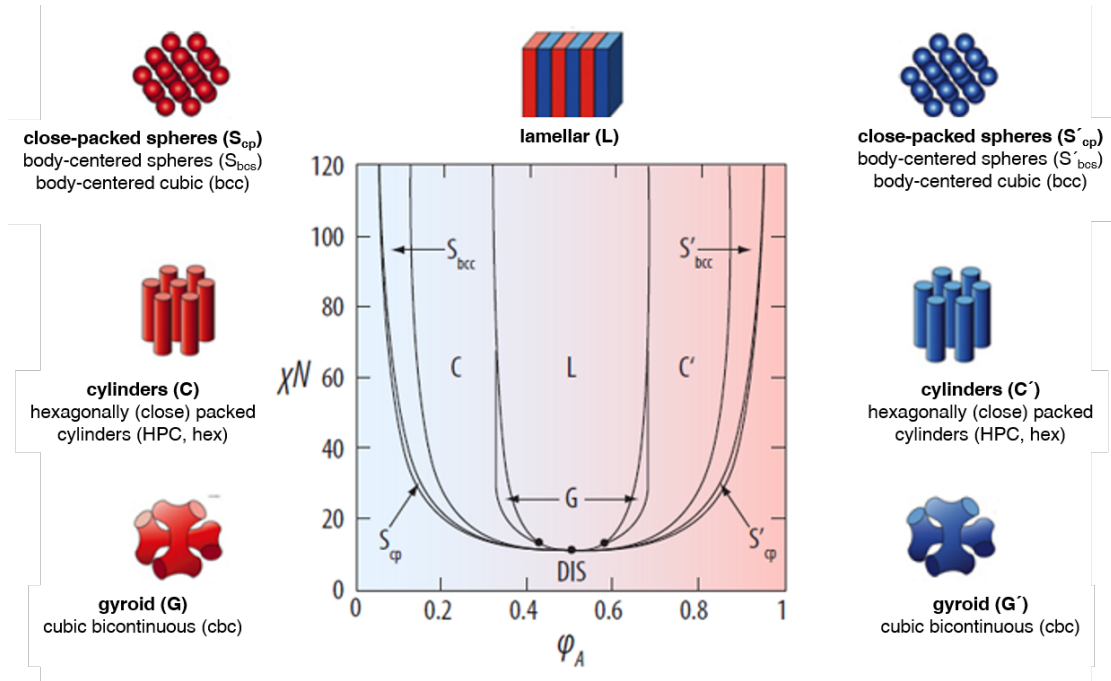 close-packed spheres (Scp)
body-centered spheres (Sbcs)
body-centered cubic (bcc)
lamellar (L)
close-packed spheres (S´cp)
body-centered spheres (S´bcs)
body-centered cubic (bcc)
cylinders (C)
hexagonally (close) packed
cylinders (HPC, hex)
cylinders (C´)
hexagonally (close) packed
cylinders (HPC, hex)
gyroid (G)
cubic bicontinuous (cbc)
gyroid (G´)
cubic bicontinuous (cbc)
χN
120
100
80
60
40
20
0
Sbcc
S'bcc
C
L
C'
G
Scp
S'cp
DIS
0
0.2
0.4
0.6
0.8
1
φA